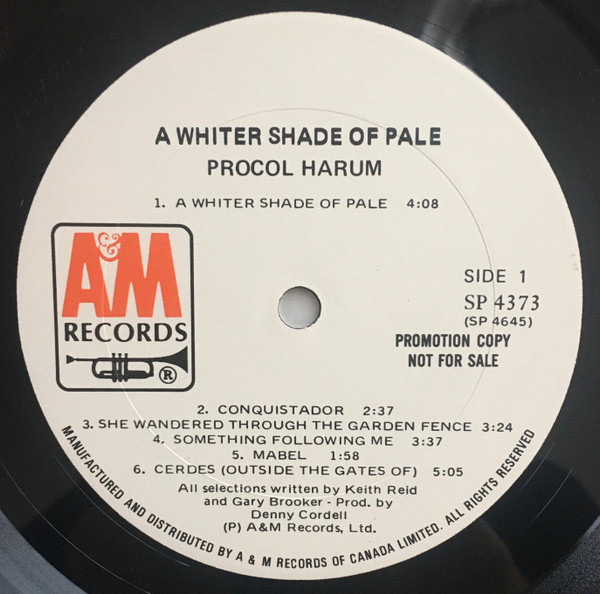 A WHITER SHADE OF PALE
PROCOL HARUM
1. A WHITER SHADE OF PALE 4:08
A&M
RECORDS
®
SIDE 1
SP 4373
(SP 4645)
PROMOTION COPY
NOT FOR SALE
2. CONQUISTADOR 2:37
3. SHE WANDERED THROUGH THE GARDEN FENCE 3:24
4. SOMETHING FOLLOWING ME 3:37
5. MABEL 1:58
6. CERDES (OUTSIDE THE GATES OF) 5:05
All selections written by Keith Reid
and Gary Brooker - Prod. by
Denny Cordell
(P) A&M Records, Ltd.
MANUFACTURED AND DISTRIBUTED BY A & M RECORDS OF CANADA LIMITED. ALL RIGHTS RESERVED